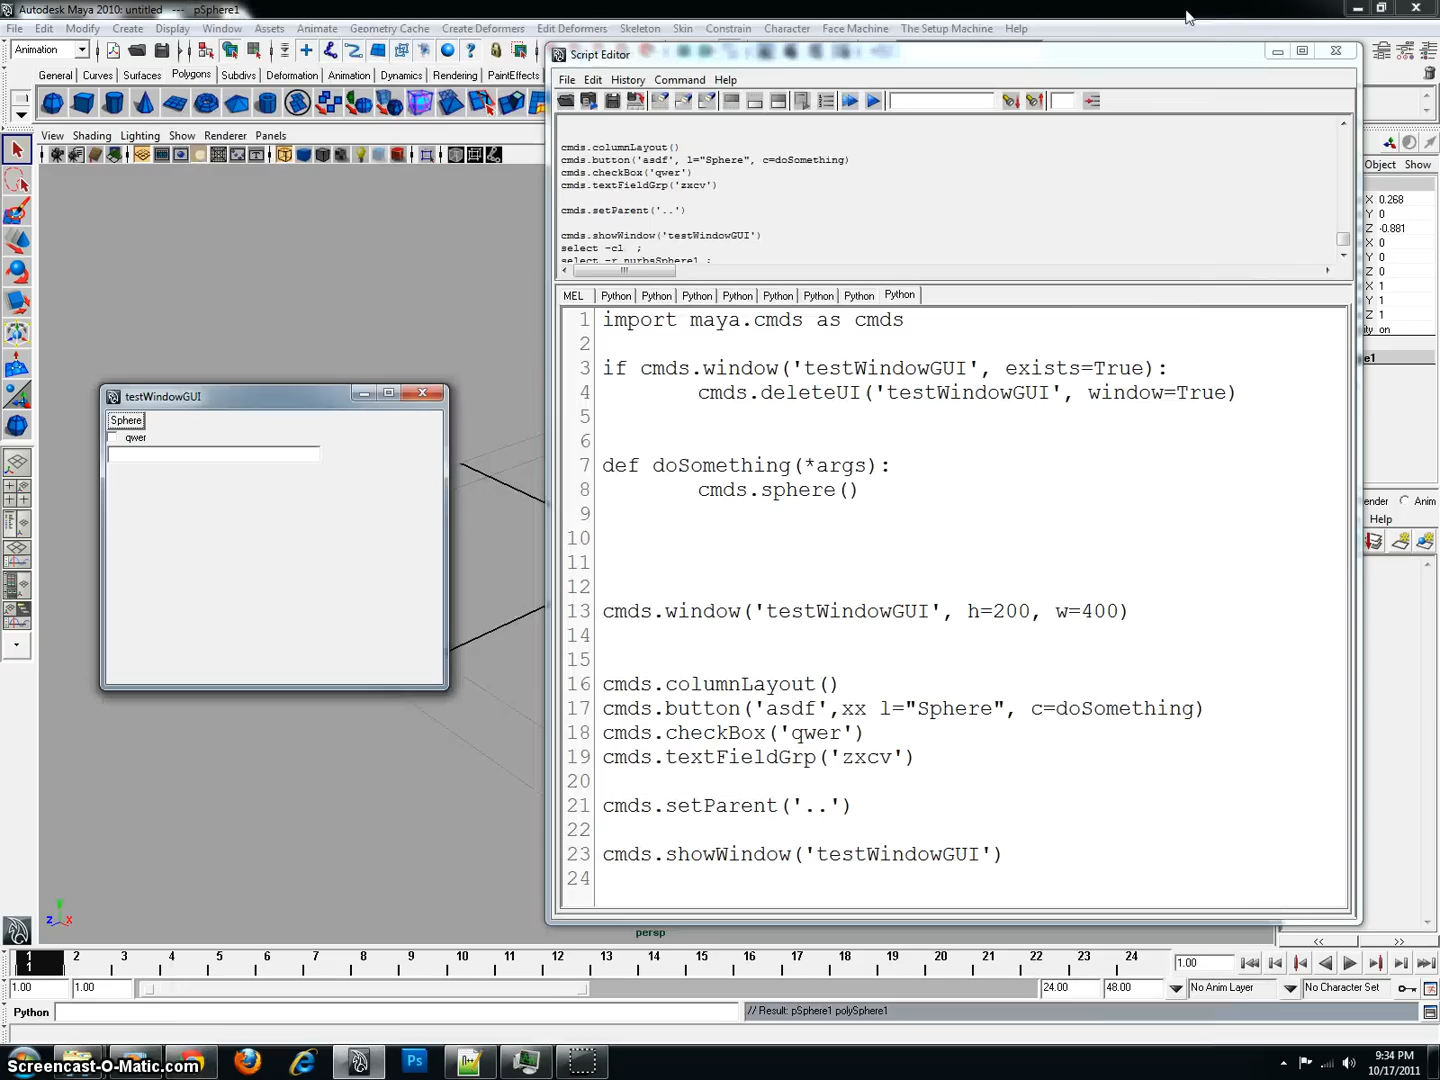 Autodesk Maya 2010: untitled --- pSphere1
File Edit Modify Create Display Window Assets Animate Geometry Cache Create Deformers Edit Deformers Skeleton Skin Constrain Character Face Machine The Setup Machine Help
Animation
General Curves Surfaces Polygons Subdivs Deformation Animation Dynamics Rendering PaintEffects
View Shading Lighting Show Renderer Panels
Script Editor
File Edit History Command Help
cmds.columnLayout()
cmds.button('asdf', l="Sphere", c=doSomething)
cmds.checkBox('qwer')
cmds.textFieldGrp('zxcv')
cmds.setParent('..')
cmds.showWindow('testWindowGUI')
select -cl ;
select -r nurbsSphere1 ;
MEL Python Python Python Python Python Python Python Python
1 import maya.cmds as cmds
2
3 if cmds.window('testWindowGUI', exists=True):
4 cmds.deleteUI('testWindowGUI', window=True)
5
6
7 def doSomething(*args):
8 cmds.sphere()
9
10
11
12
13 cmds.window('testWindowGUI', h=200, w=400)
14
15
16 cmds.columnLayout()
17 cmds.button('asdf',xx l="Sphere", c=doSomething)
18 cmds.checkBox('qwer')
19 cmds.textFieldGrp('zxcv')
20
21 cmds.setParent('..')
22
23 cmds.showWindow('testWindowGUI')
24
testWindowGUI
Sphere
qwer
Object Show
X 0.268
Y 0
Z -0.881
X 0
Y 0
Z 0
X 1
Y 1
Z 1
ity on
e1
ender Anim
Help
z x
persp
1 2 3 4 5 6 7 8 9 10 11 12 13 14 15 16 17 18 19 20 21 22 23 24
1
1.00
1.00 1.00 24.00 48.00 No Anim Layer No Character Set
Python // Result: pSphere1 polySphere1
Ps
Screencast-O-Matic.com
9:34 PM
10/17/2011